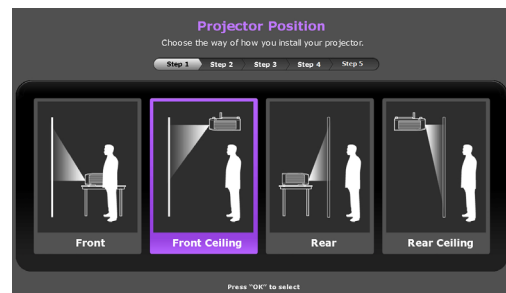 Projector Position
Choose the way of how you install your projector.
Step 1 Step 2 Step 3 Step 4 Step 5
Front Front Ceiling Rear Rear Ceiling
Press "OK" to select